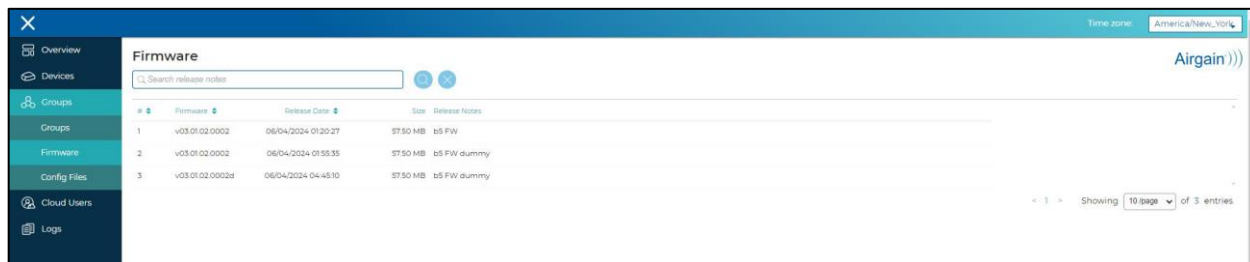 Time zone: America/New_York
Overview
Devices
Groups
Groups
Firmware
Config Files
Cloud Users
Logs
Firmware
Airgain
Search release notes
# Firmware Release Date Size Release Notes
1 v03.01.02.0002 06/04/2024 01:20:27 57.50 MB b5 FW
2 v03.01.02.0002 06/04/2024 01:55:35 57.50 MB b5 FW dummy
3 v03.01.02.0002d 06/04/2024 04:45:10 57.50 MB b5 FW dummy
< 1 > Showing 10 /page of 3 entries.